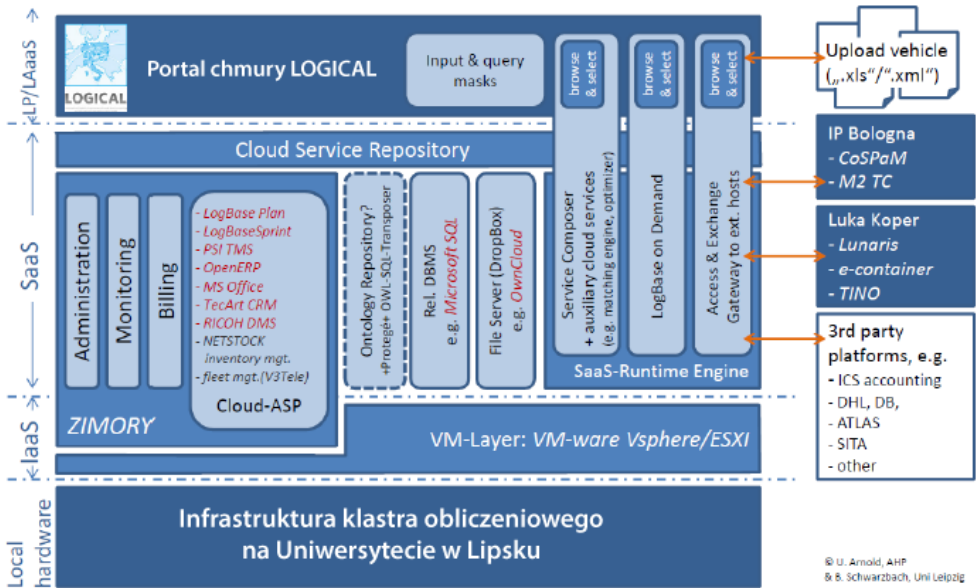 LP/LAaaS
LOGICAL
Portal chmury LOGICAL
Input & query
masks
browse
& select
browse
& select
browse
& select
Upload vehicle
(„.xls“/“.xml“)
SaaS
Cloud Service Repository
Administration
Monitoring
Billing
- LogBase Plan
- LogBaseSprint
- PSI TMS
- OpenERP
- MS Office
- TecArt CRM
- RICOH DMS
- NETSTOCK
inventory mgt.
- fleet mgt.(V3Tele)
Cloud-ASP
ZIMORY
Ontology Repository?
+Protegé+ OWL-SQL-Transposer
Rel. DBMS
e.g. Microsoft SQL
File Server (DropBox)
e.g. OwnCloud
Service Composer
+ auxiliary cloud services
(e.g. matching engine, optimizer)
LogBase on Demand
Access & Exchange
Gateway to ext. hosts
SaaS-Runtime Engine
IP Bologna
- CoSPaM
- M2 TC
Luka Koper
- Lunaris
- e-container
- TINO
3rd party
platforms, e.g.
- ICS accounting
- DHL, DB,
- ATLAS
- SITA
- other
IaaS
VM-Layer: VM-ware Vsphere/ESXI
Local
hardware
Infrastruktura klastra obliczeniowego
na Uniwersytecie w Lipsku
© U. Arnold, AHP
& B. Schwarzbach, Uni Leipzig